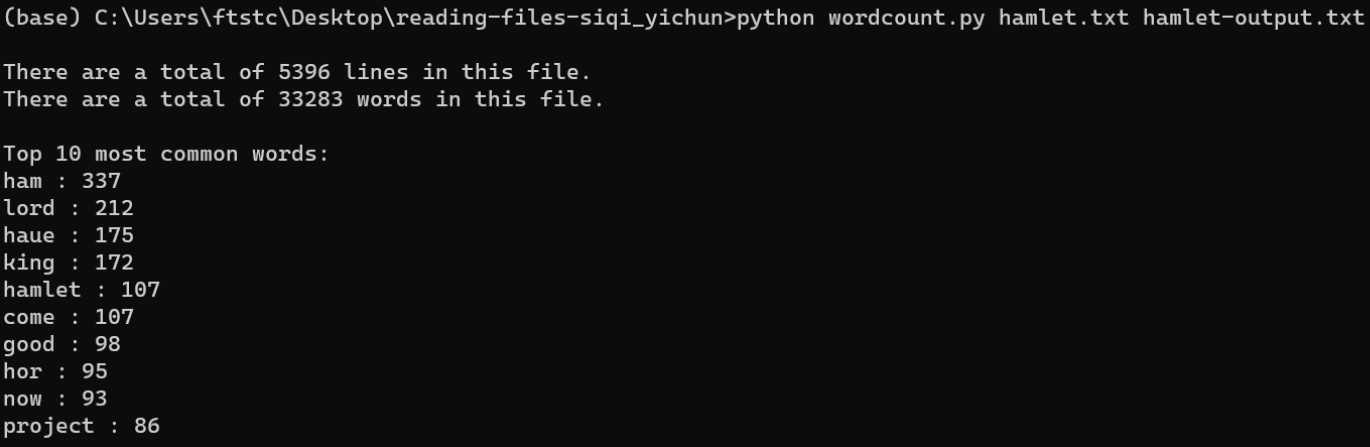 (base) C:\Users\ftstc\Desktop\reading-files-siqi_yichun>python wordcount.py hamlet.txt hamlet-output.txt
There are a total of 5396 lines in this file.
There are a total of 33283 words in this file.
Top 10 most common words:
ham : 337
lord : 212
haue : 175
king : 172
hamlet : 107
come : 107
good : 98
hor : 95
now : 93
project : 86